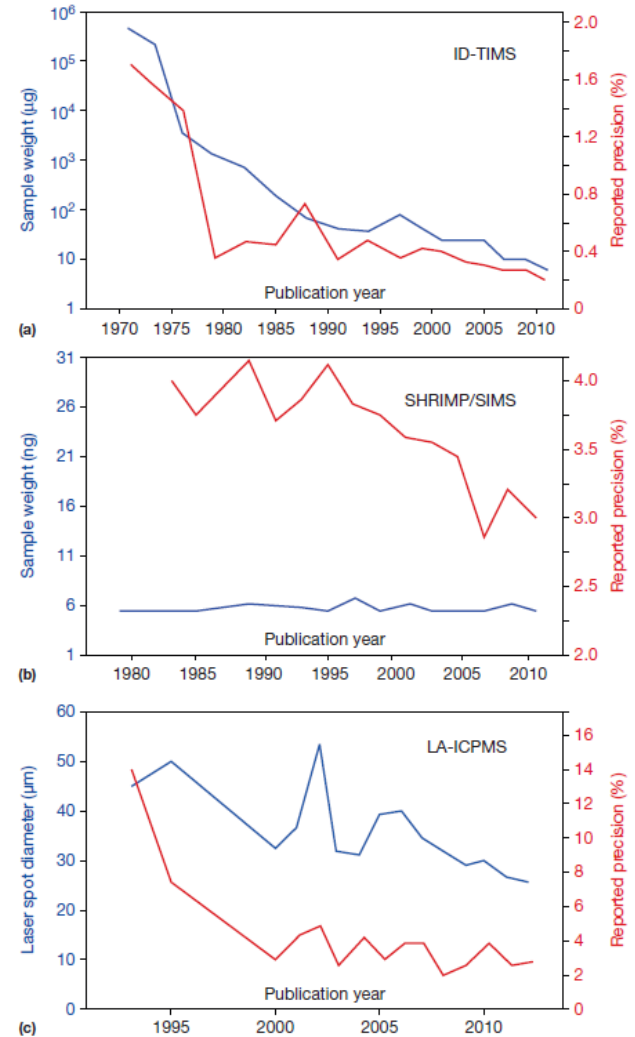 10⁶
10⁵
10⁴
10³
10²
10
1
Sample weight (µg)
ID-TIMS
2.0
1.6
1.2
0.8
0.4
0
Reported precision (%)
Publication year
(a)
1970 1975 1980 1985 1990 1995 2000 2005 2010
31
26
21
16
11
6
1
Sample weight (ng)
SHRIMP/SIMS
4.0
3.5
3.0
2.5
2.0
Reported precision (%)
Publication year
(b)
1980 1985 1990 1995 2000 2005 2010
60
50
40
30
20
10
0
Laser spot diameter (µm)
LA-ICPMS
16
14
12
10
8
6
4
2
0
Reported precision (%)
Publication year
(c)
1995 2000 2005 2010